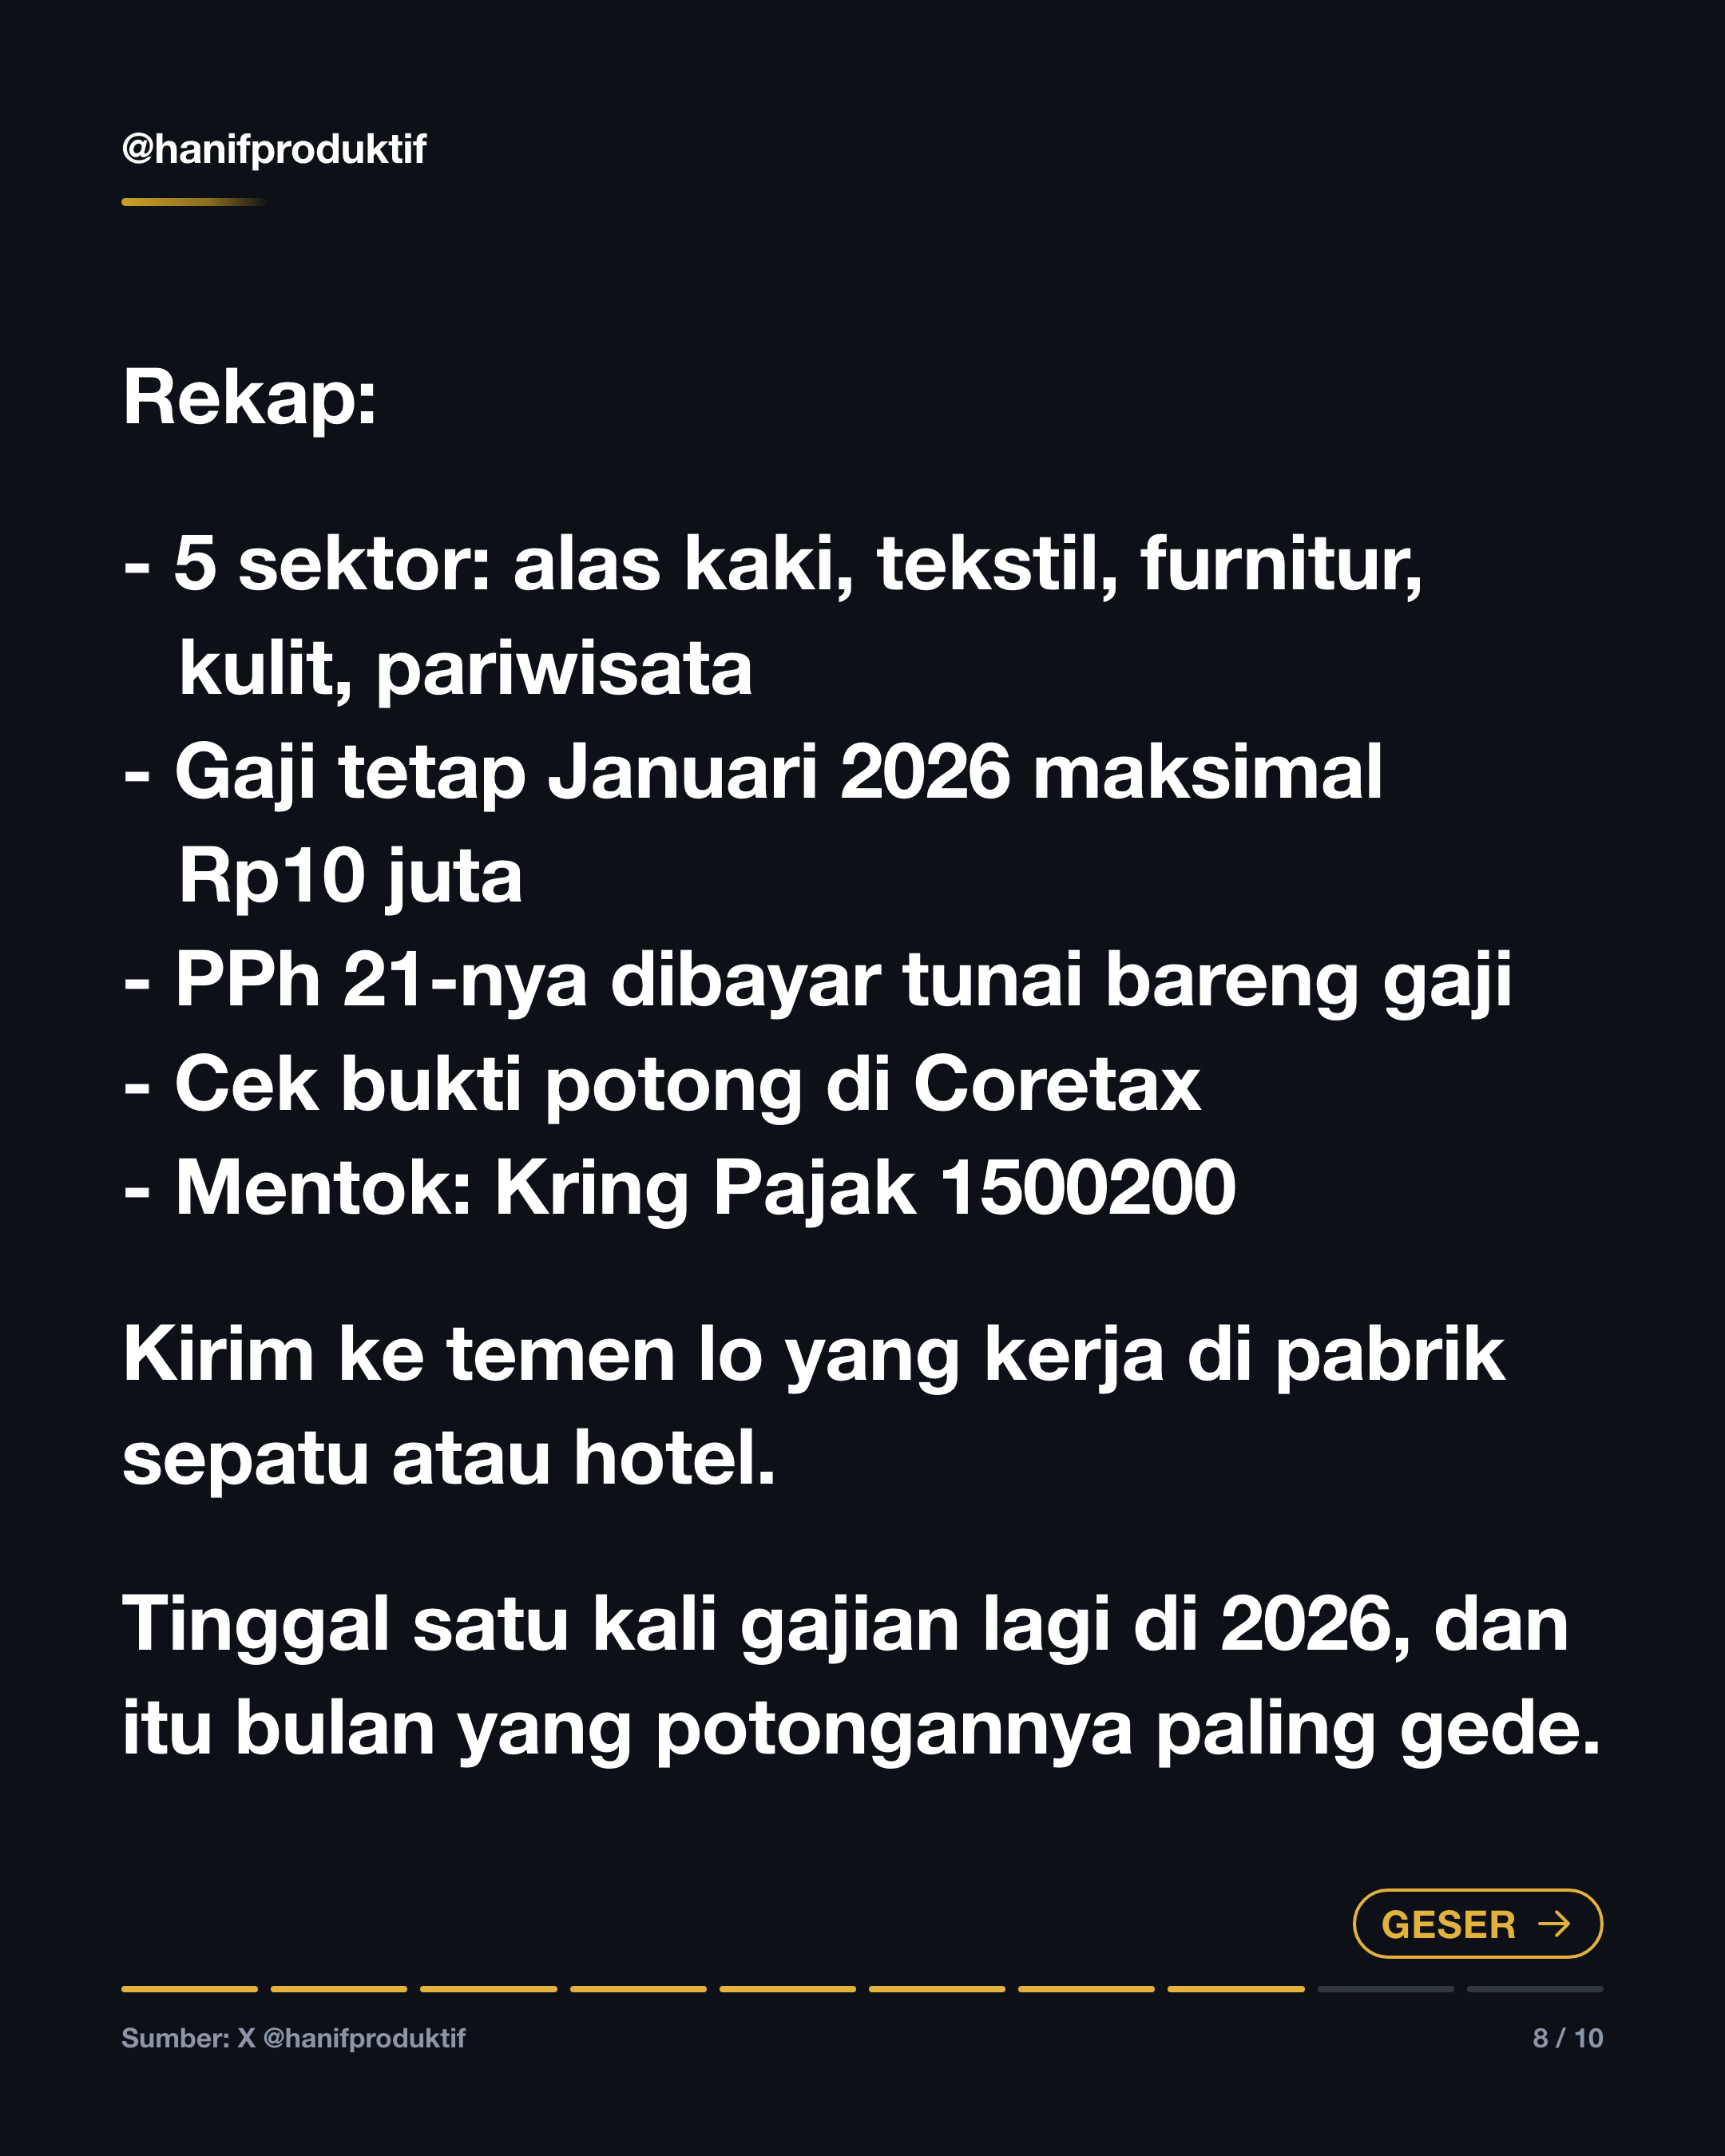 @hanifproduktif
Rekap:
- 5 sektor: alas kaki, tekstil, furnitur,
kulit, pariwisata
- Gaji tetap Januari 2026 maksimal
Rp10 juta
- PPh 21-nya dibayar tunai bareng gaji
- Cek bukti potong di Coretax
- Mentok: Kring Pajak 1500200
Kirim ke temen lo yang kerja di pabrik
sepatu atau hotel.
Tinggal satu kali gajian lagi di 2026, dan
itu bulan yang potongannya paling gede.
GESER →
Sumber: X @hanifproduktif
8 / 10